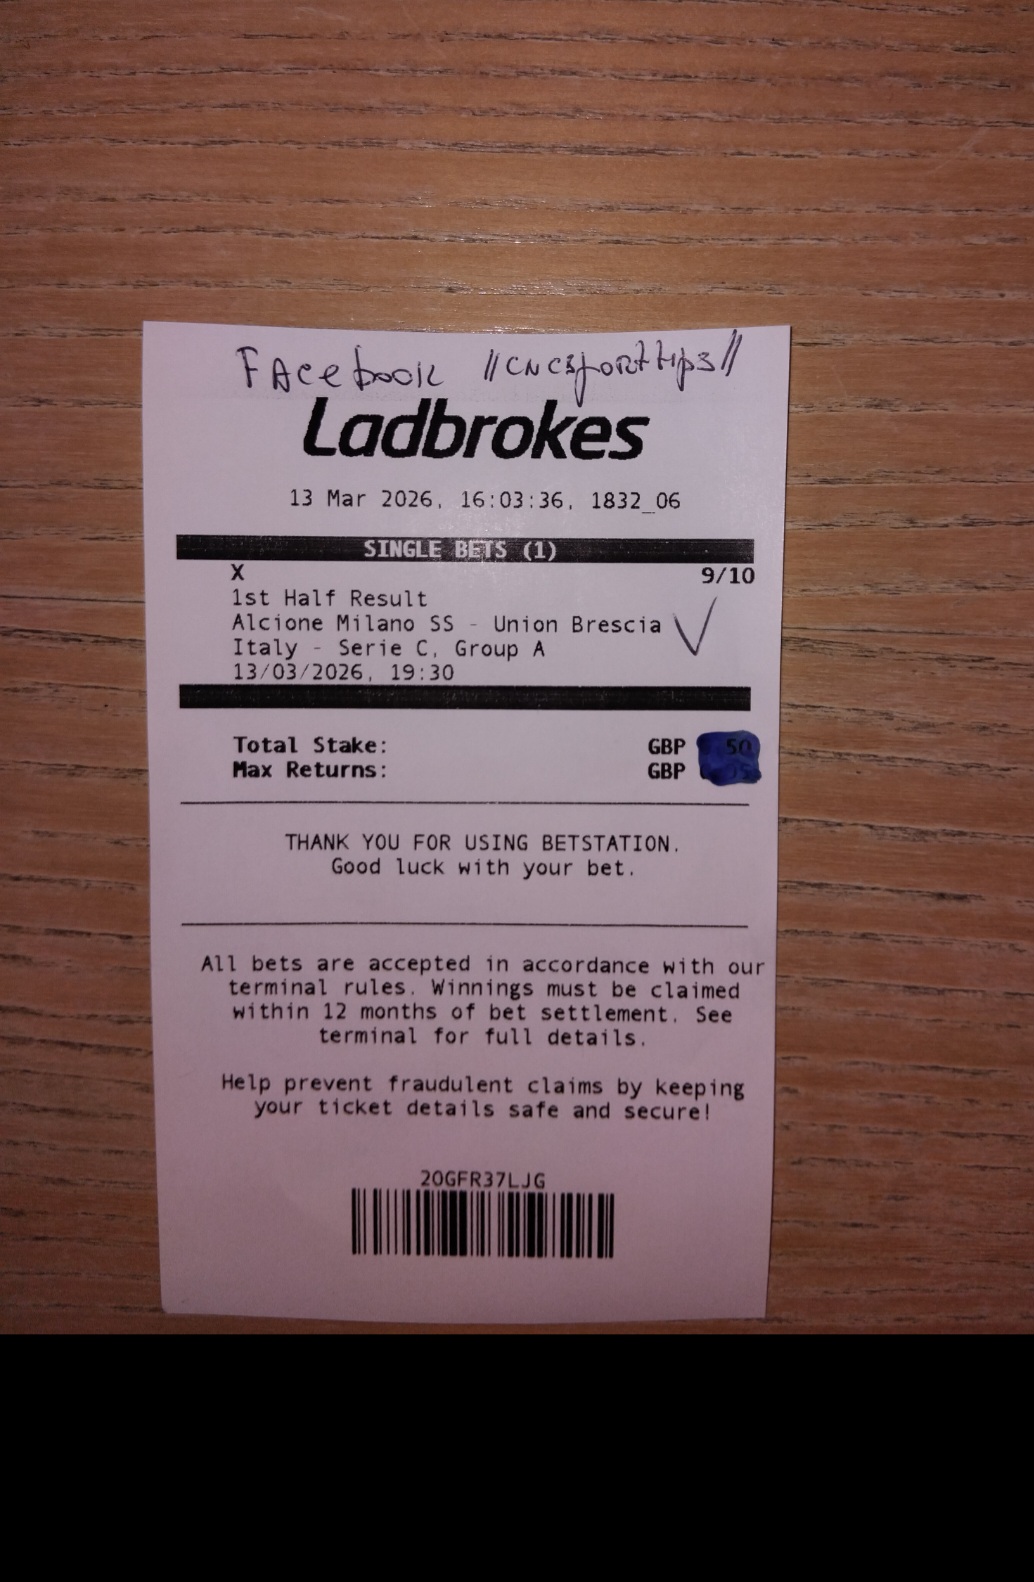 Facebook "cncsporttips"
Ladbrokes
13 Mar 2026, 16:03:36, 1832_06
SINGLE BETS (1)
X 9/10
1st Half Result
Alcione Milano SS - Union Brescia
Italy - Serie C, Group A
13/03/2026, 19:30
Total Stake: GBP 50
Max Returns: GBP
THANK YOU FOR USING BETSTATION.
Good luck with your bet.
All bets are accepted in accordance with our
terminal rules. Winnings must be claimed
within 12 months of bet settlement. See
terminal for full details.
Help prevent fraudulent claims by keeping
your ticket details safe and secure!
20GFR37LJG